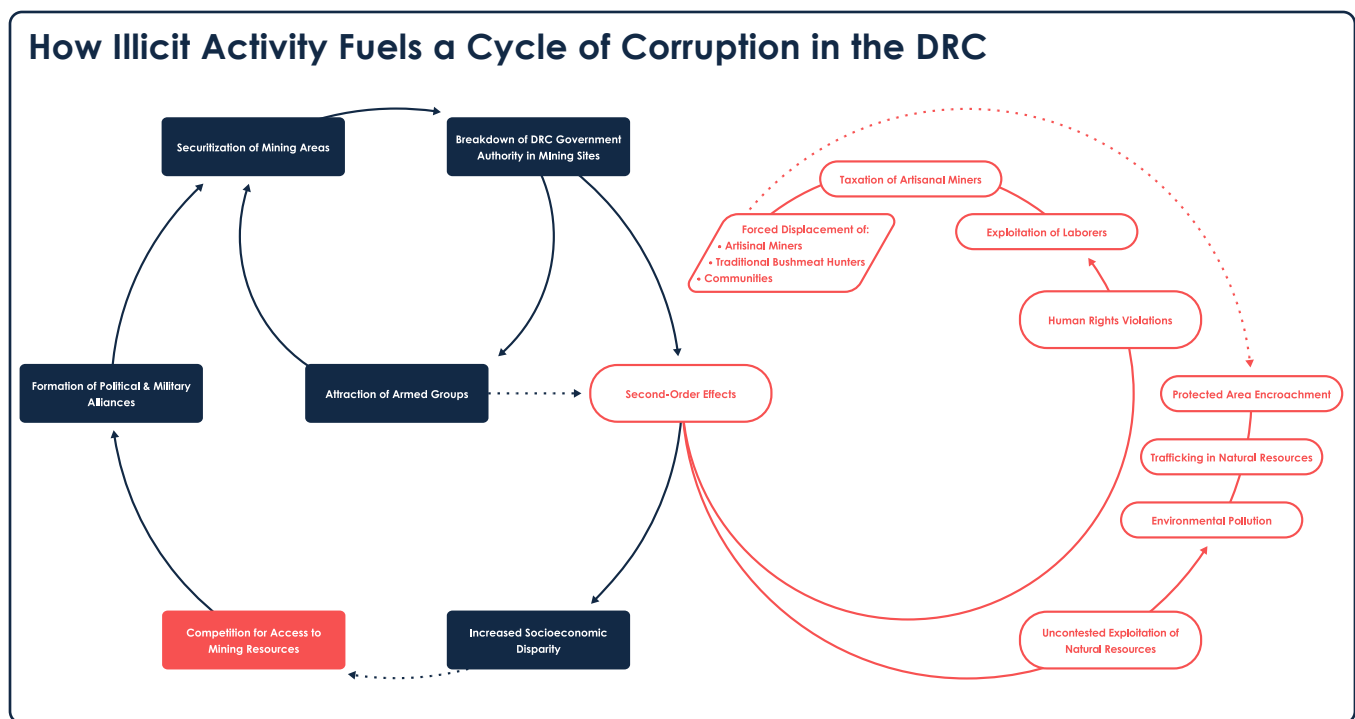 How Illicit Activity Fuels a Cycle of Corruption in the DRC
Securitization of Mining Areas
Breakdown of DRC Government
Authority in Mining Sites
Taxation of Artisanal Miners
Forced Displacement of:
• Artisinal Miners
• Traditional Bushmeat Hunters
• Communities
Exploitation of Laborers
Human Rights Violations
Formation of Political & Military
Alliances
Attraction of Armed Groups
Second-Order Effects
Protected Area Encroachment
Trafficking in Natural Resources
Environmental Pollution
Competition for Access to
Mining Resources
Increased Socioeconomic
Disparity
Uncontested Exploitation of
Natural Resources